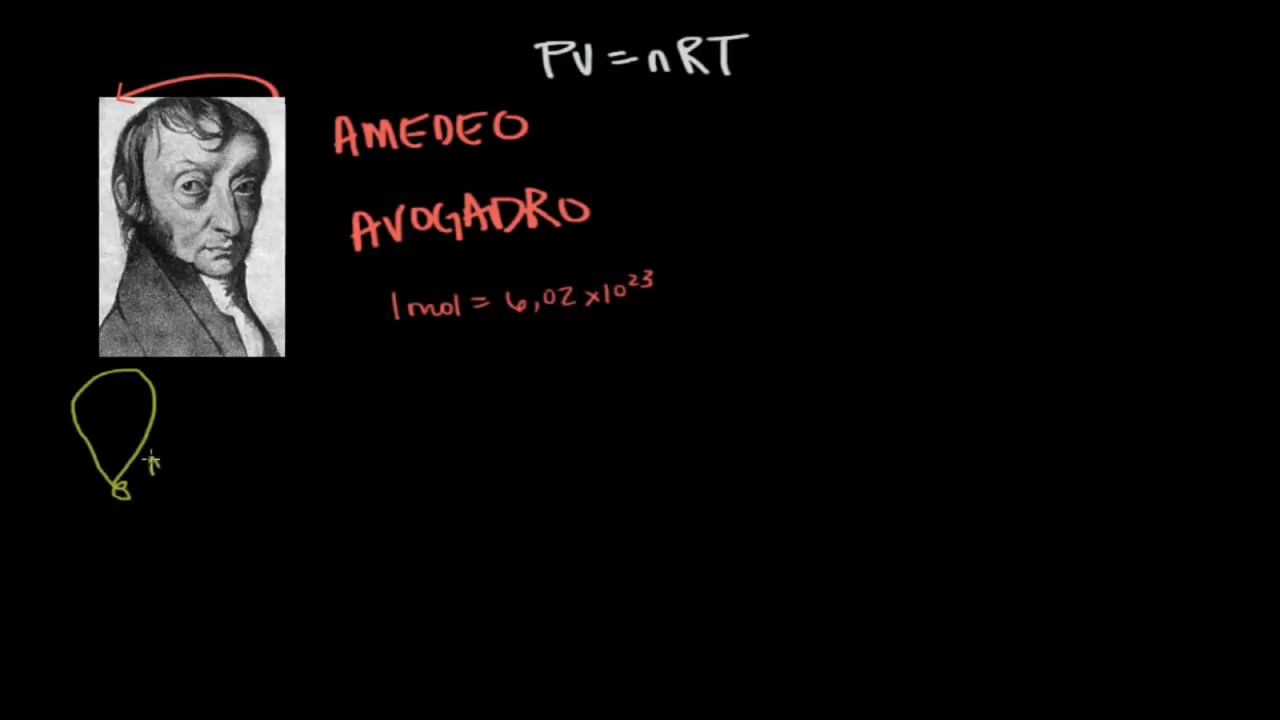 PV = nRT
AMEDEO
AVOGADRO
1 mol = 6,02 x 10²³